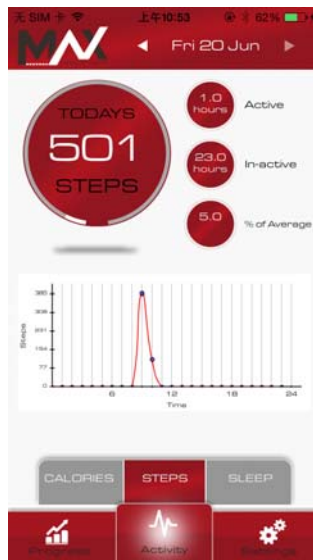 无 SIM 卡 上午10:53 62%
MAX
Fri 20 Jun
TODAYS
501
STEPS
1.0
hours
Active
23.0
hours
In-active
5.0
% of Average
385
308
231
154
77
0
Steps
6 12 18 24
Time
CALORIES STEPS SLEEP
Progress Activity Settings